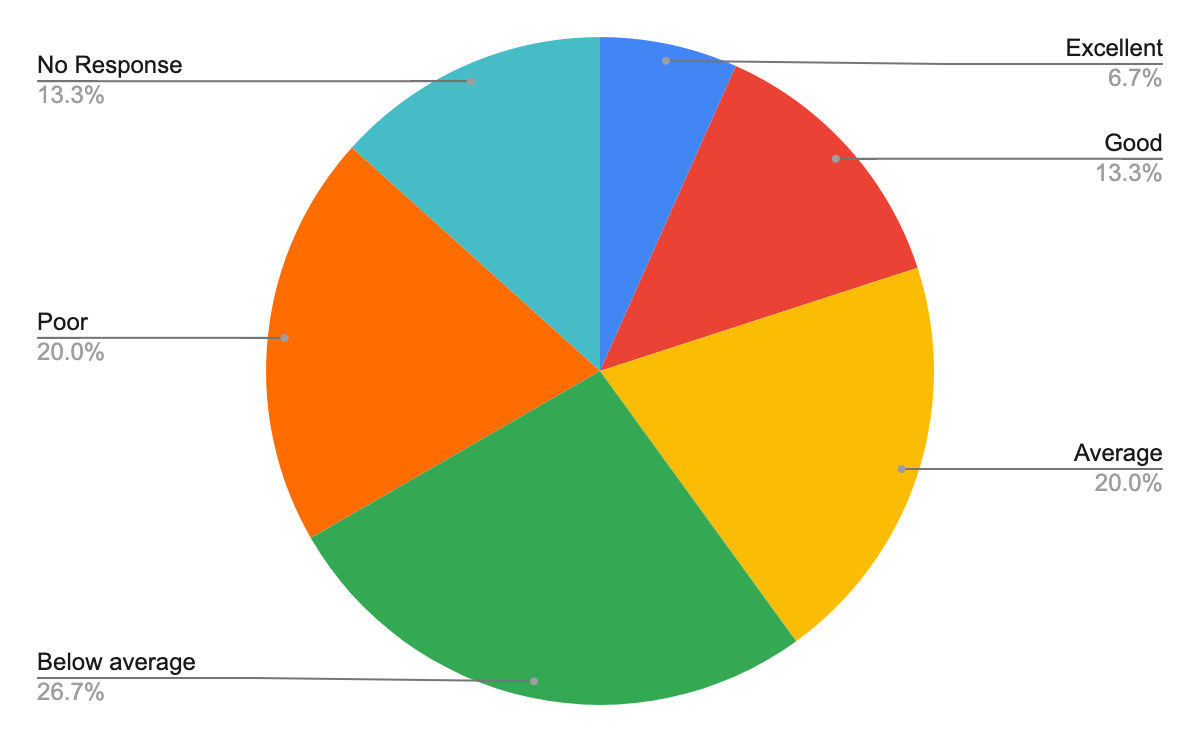 Excellent
6.7%
Good
13.3%
Average
20.0%
Below average
26.7%
Poor
20.0%
No Response
13.3%